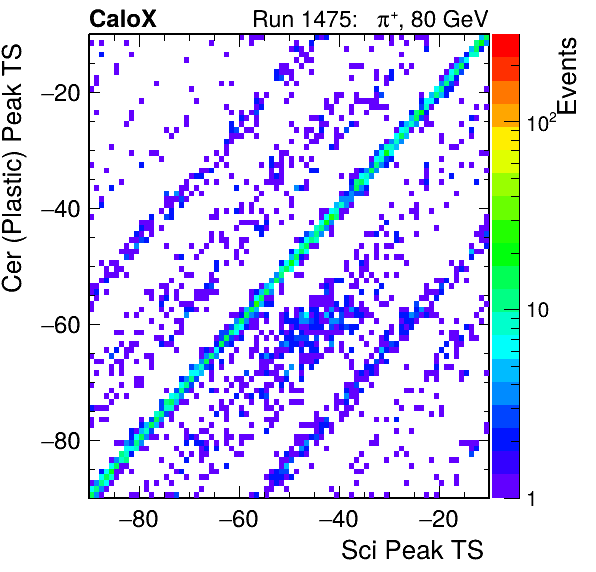 CaloX Run 1475: π+, 80 GeV
Events
Cer (Plastic) Peak TS
−20
−40
−60
−80
10²
10
1
−80 −60 −40 −20
Sci Peak TS